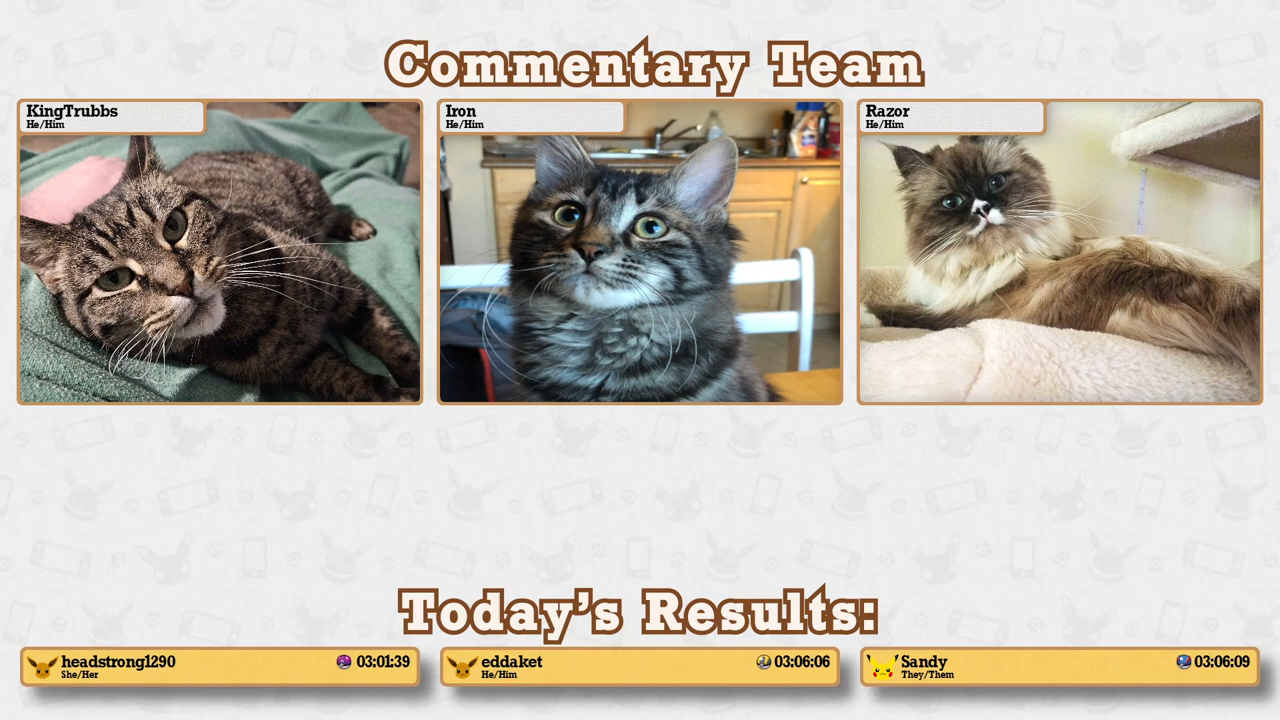 Commentary Team
KingTrubbs
He/Him
Iron
He/Him
Razor
He/Him
Today's Results:
headstrong1290
She/Her
03:01:39
eddaket
He/Him
03:06:06
Sandy
They/Them
03:06:09